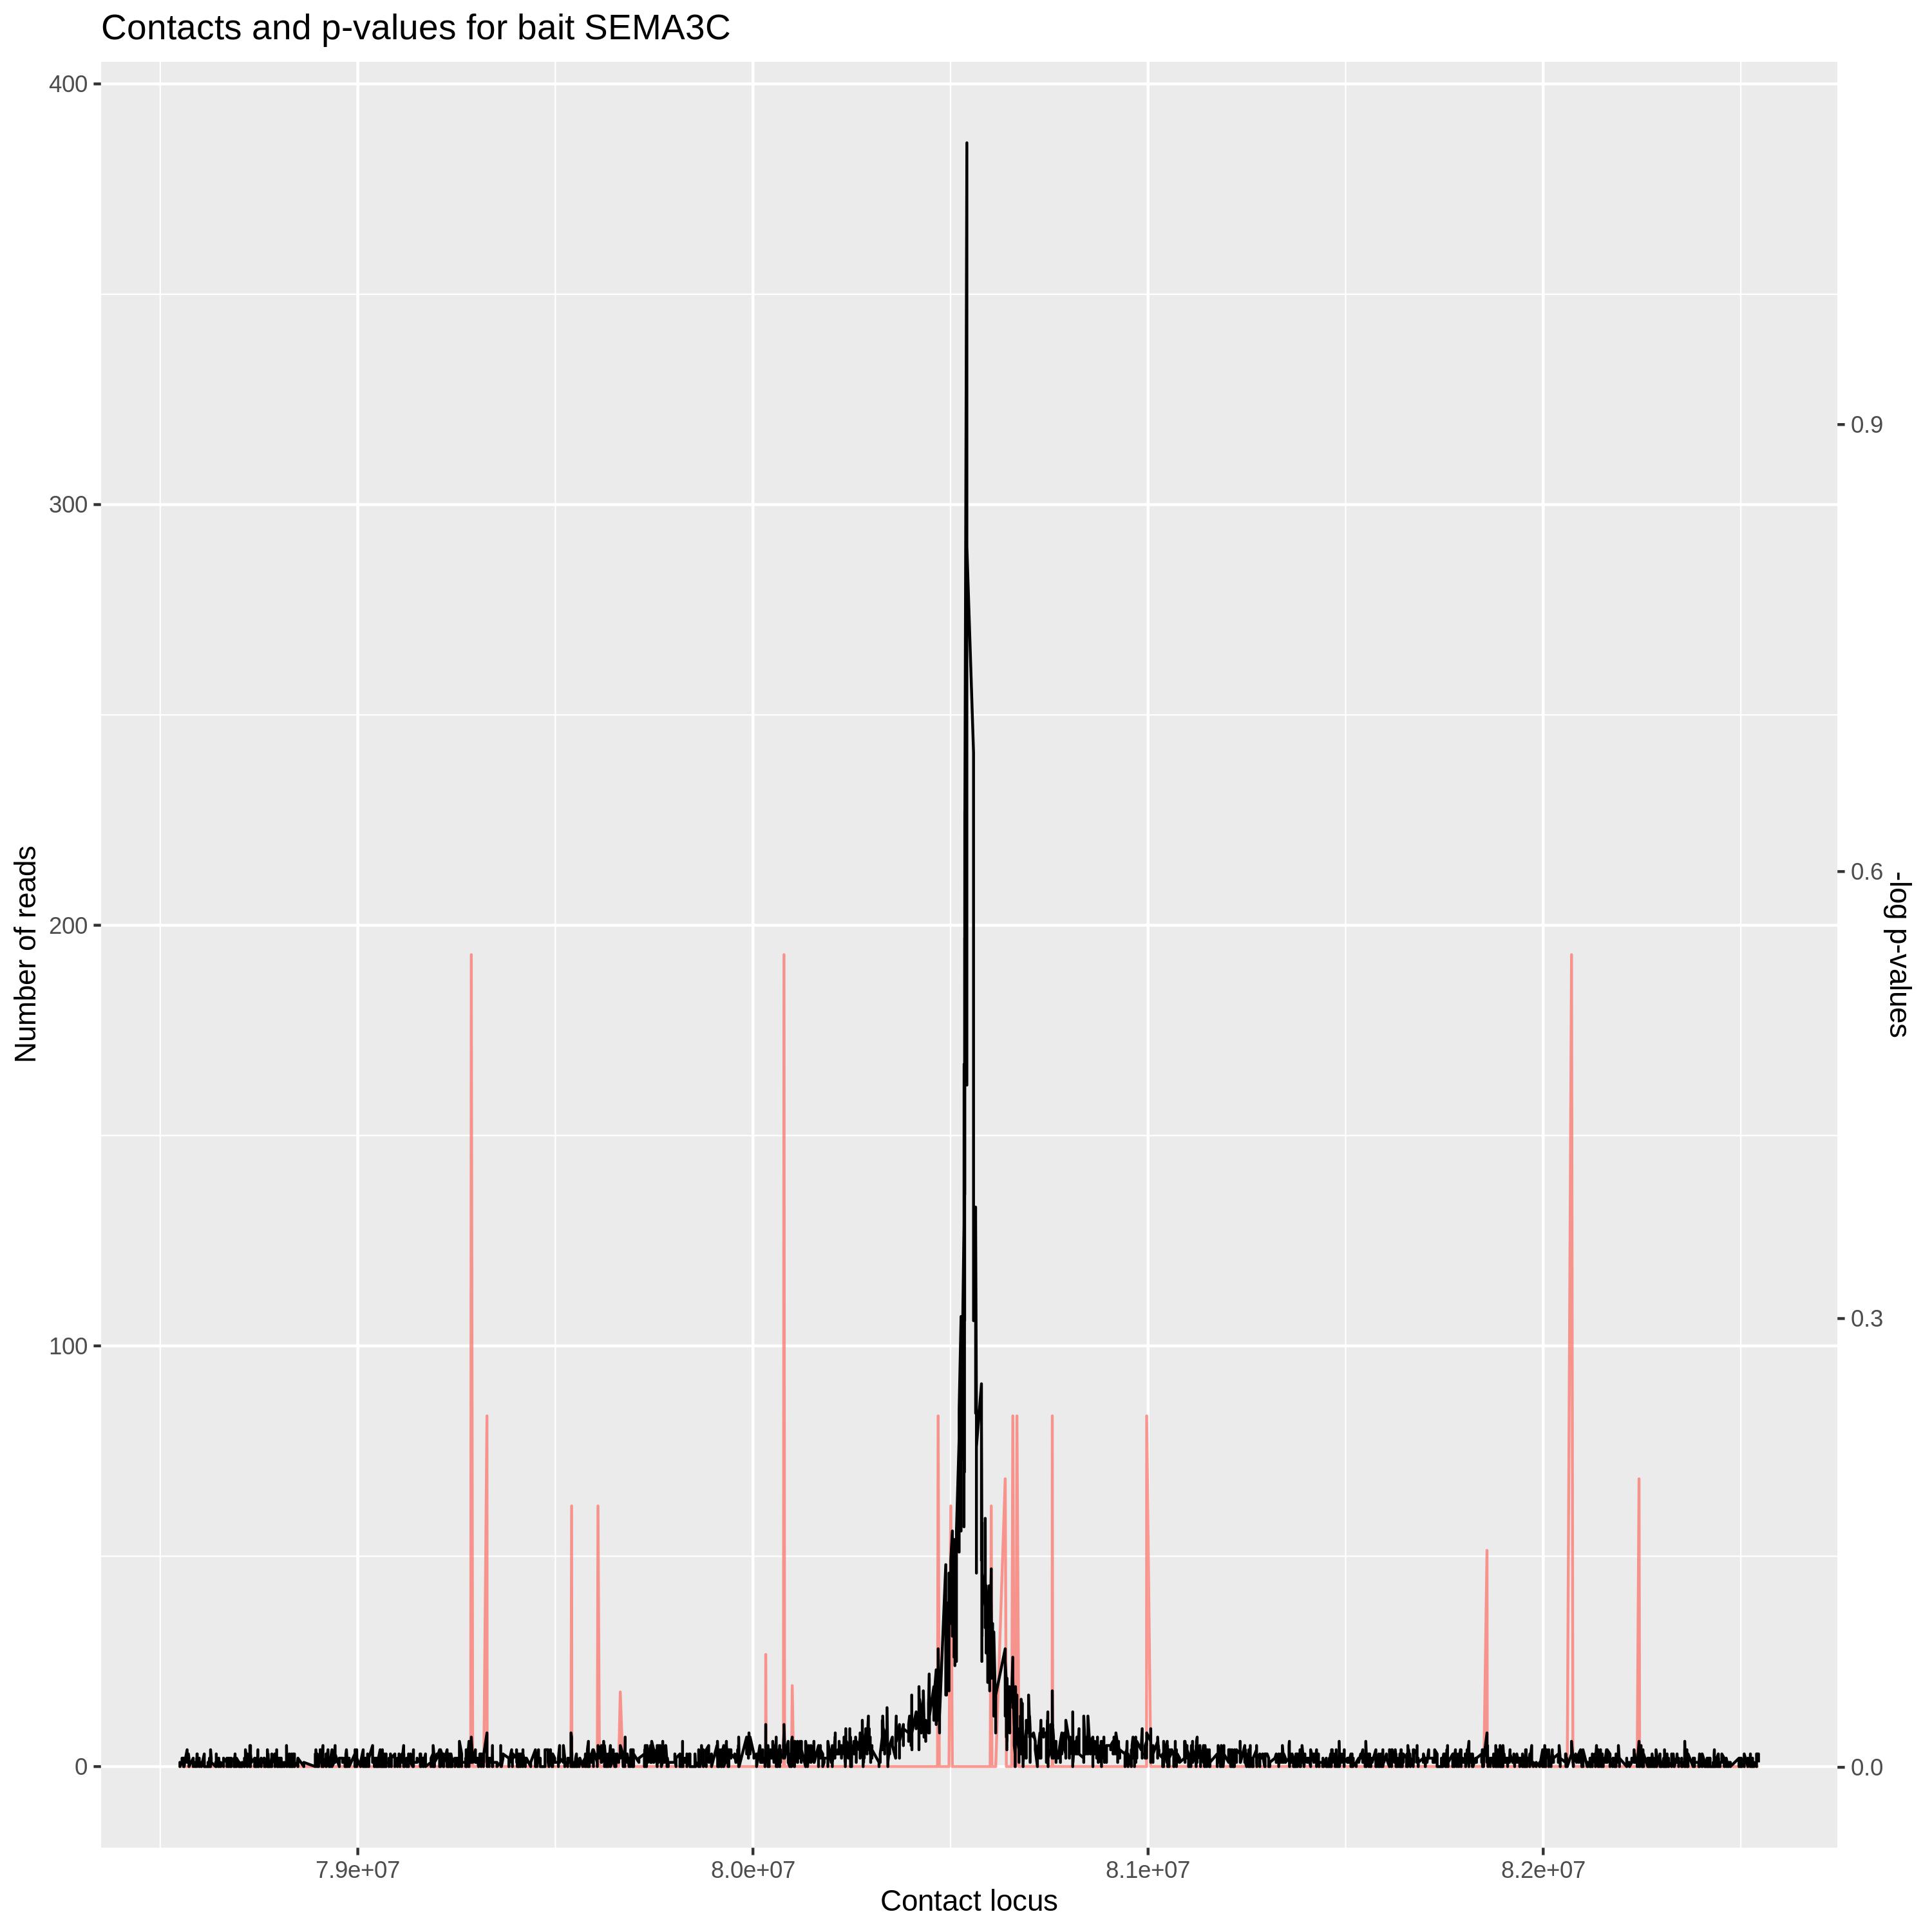 Contacts and p-values for bait SEMA3C
400
300
200
100
0
Number of reads
0.9
0.6
0.3
0.0
-log p-values
7.9e+07 8.0e+07 8.1e+07 8.2e+07
Contact locus